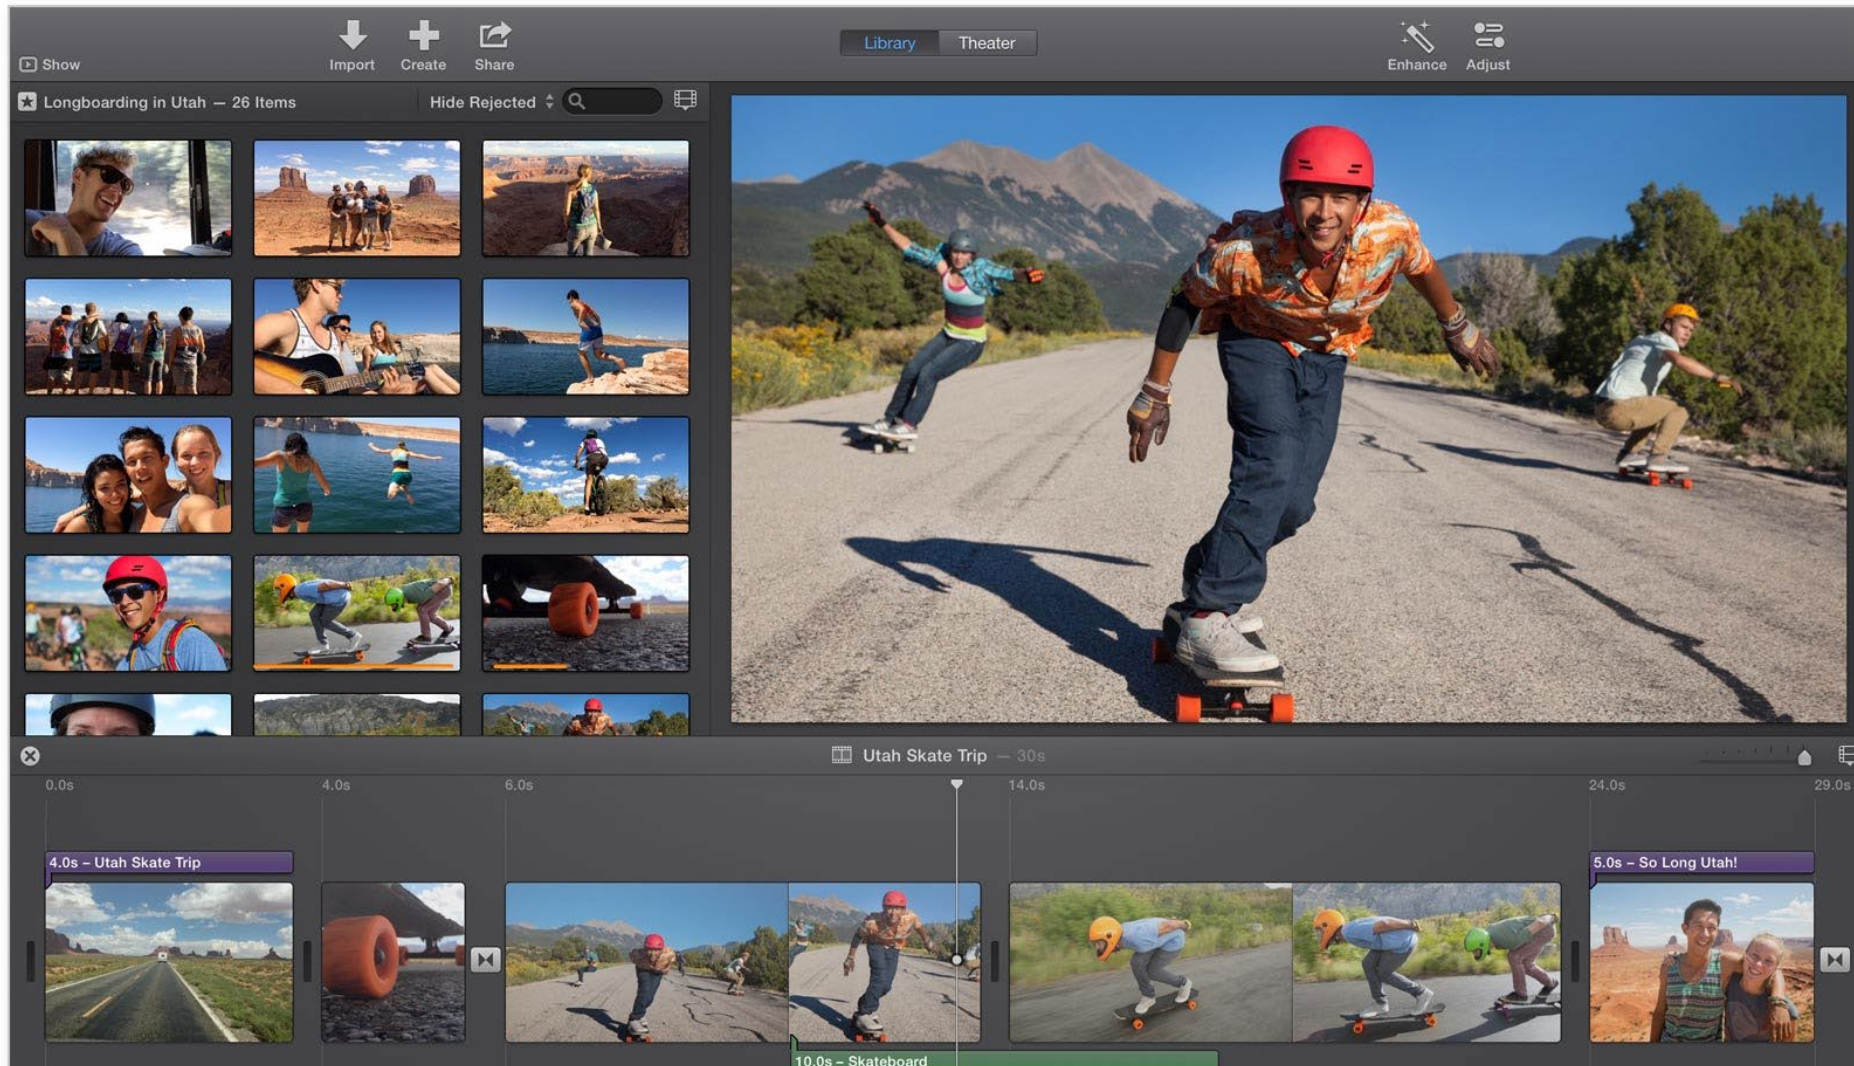 Show
Import
Create
Share
Library
Theater
Enhance
Adjust
Longboarding in Utah — 26 Items
Hide Rejected
Utah Skate Trip — 30s
0.0s
4.0s
6.0s
14.0s
24.0s
29.0s
4.0s – Utah Skate Trip
5.0s – So Long Utah!
10.0s – Skateboard